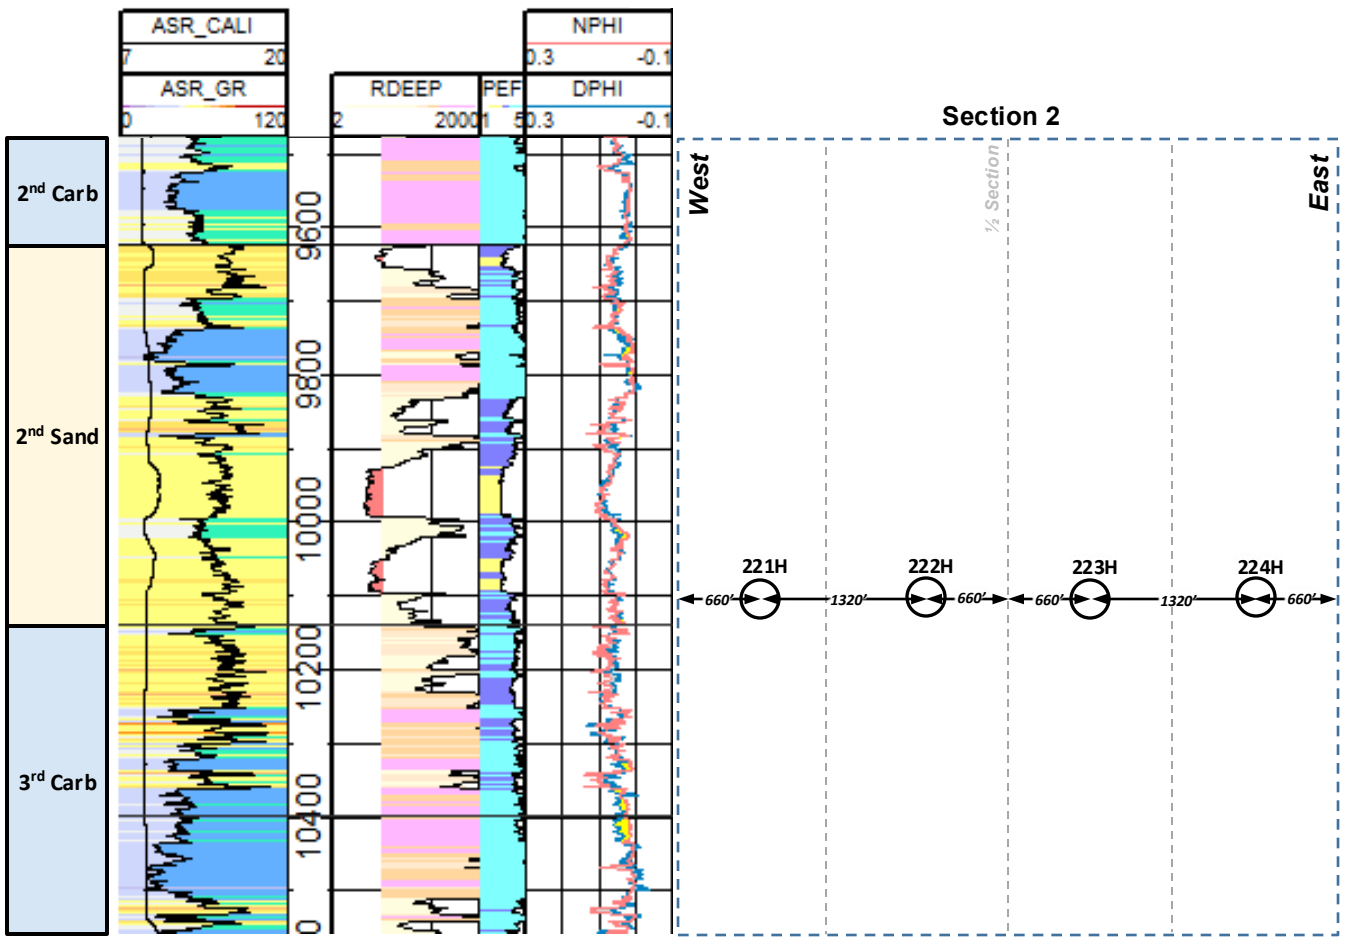 ASR_CALI
7 20
ASR_GR
0 120
RDEEP
2 2000
PEF
1 5
NPHI
0.3 -0.1
DPHI
0.3 -0.1
Section 2
West
½ Section
East
2nd Carb
2nd Sand
3rd Carb
9600
9800
10000
10200
10400
221H
222H
223H
224H
660'
1320'
660'
660'
1320'
660'